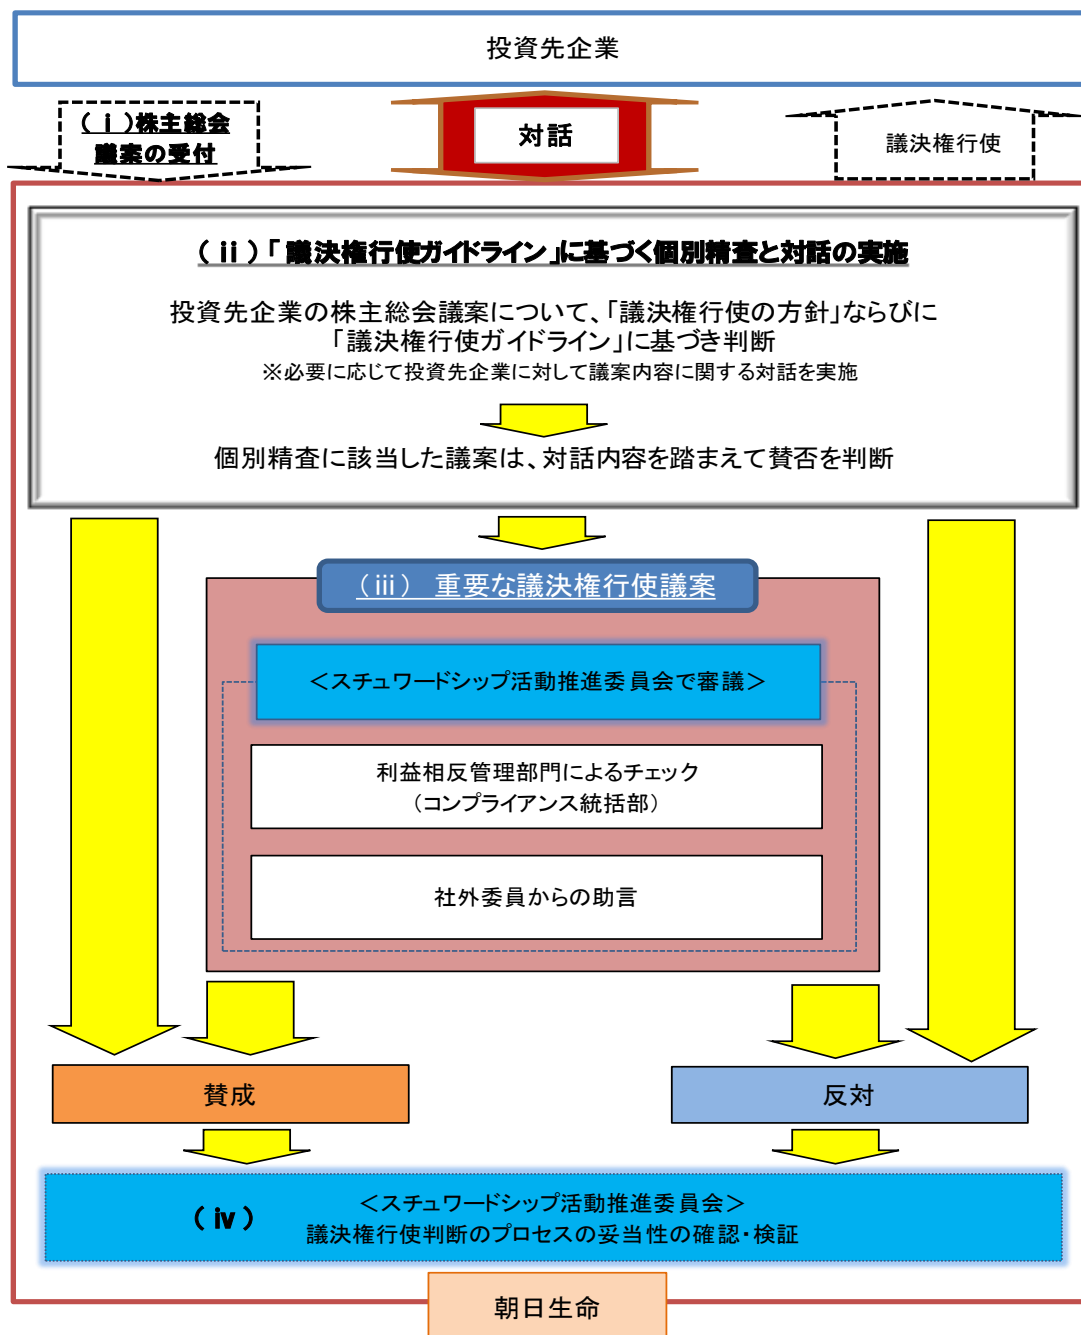 投資先企業
(ⅰ)株主総会
議案の受付
対話
議決権行使
(ⅱ)「議決権行使ガイドライン」に基づく個別精査と対話の実施
投資先企業の株主総会議案について、「議決権行使の方針」ならびに
「議決権行使ガイドライン」に基づき判断
※必要に応じて投資先企業に対して議案内容に関する対話を実施
個別精査に該当した議案は、対話内容を踏まえて賛否を判断
(ⅲ) 重要な議決権行使議案
＜スチュワードシップ活動推進委員会で審議＞
利益相反管理部門によるチェック
(コンプライアンス統括部)
社外委員からの助言
賛成
反対
(ⅳ)
＜スチュワードシップ活動推進委員会＞
議決権行使判断のプロセスの妥当性の確認・検証
朝日生命